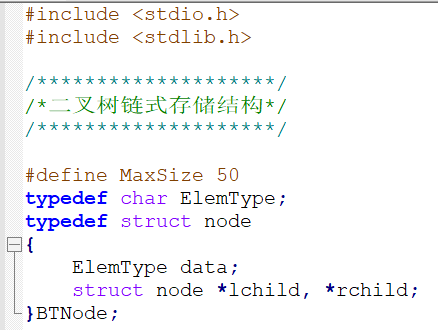 #include <stdio.h>
#include <stdlib.h>
/********************/
/*二叉树链式存储结构*/
/********************/
#define MaxSize 50
typedef char ElemType;
typedef struct node
{
ElemType data;
struct node *lchild, *rchild;
}BTNode;